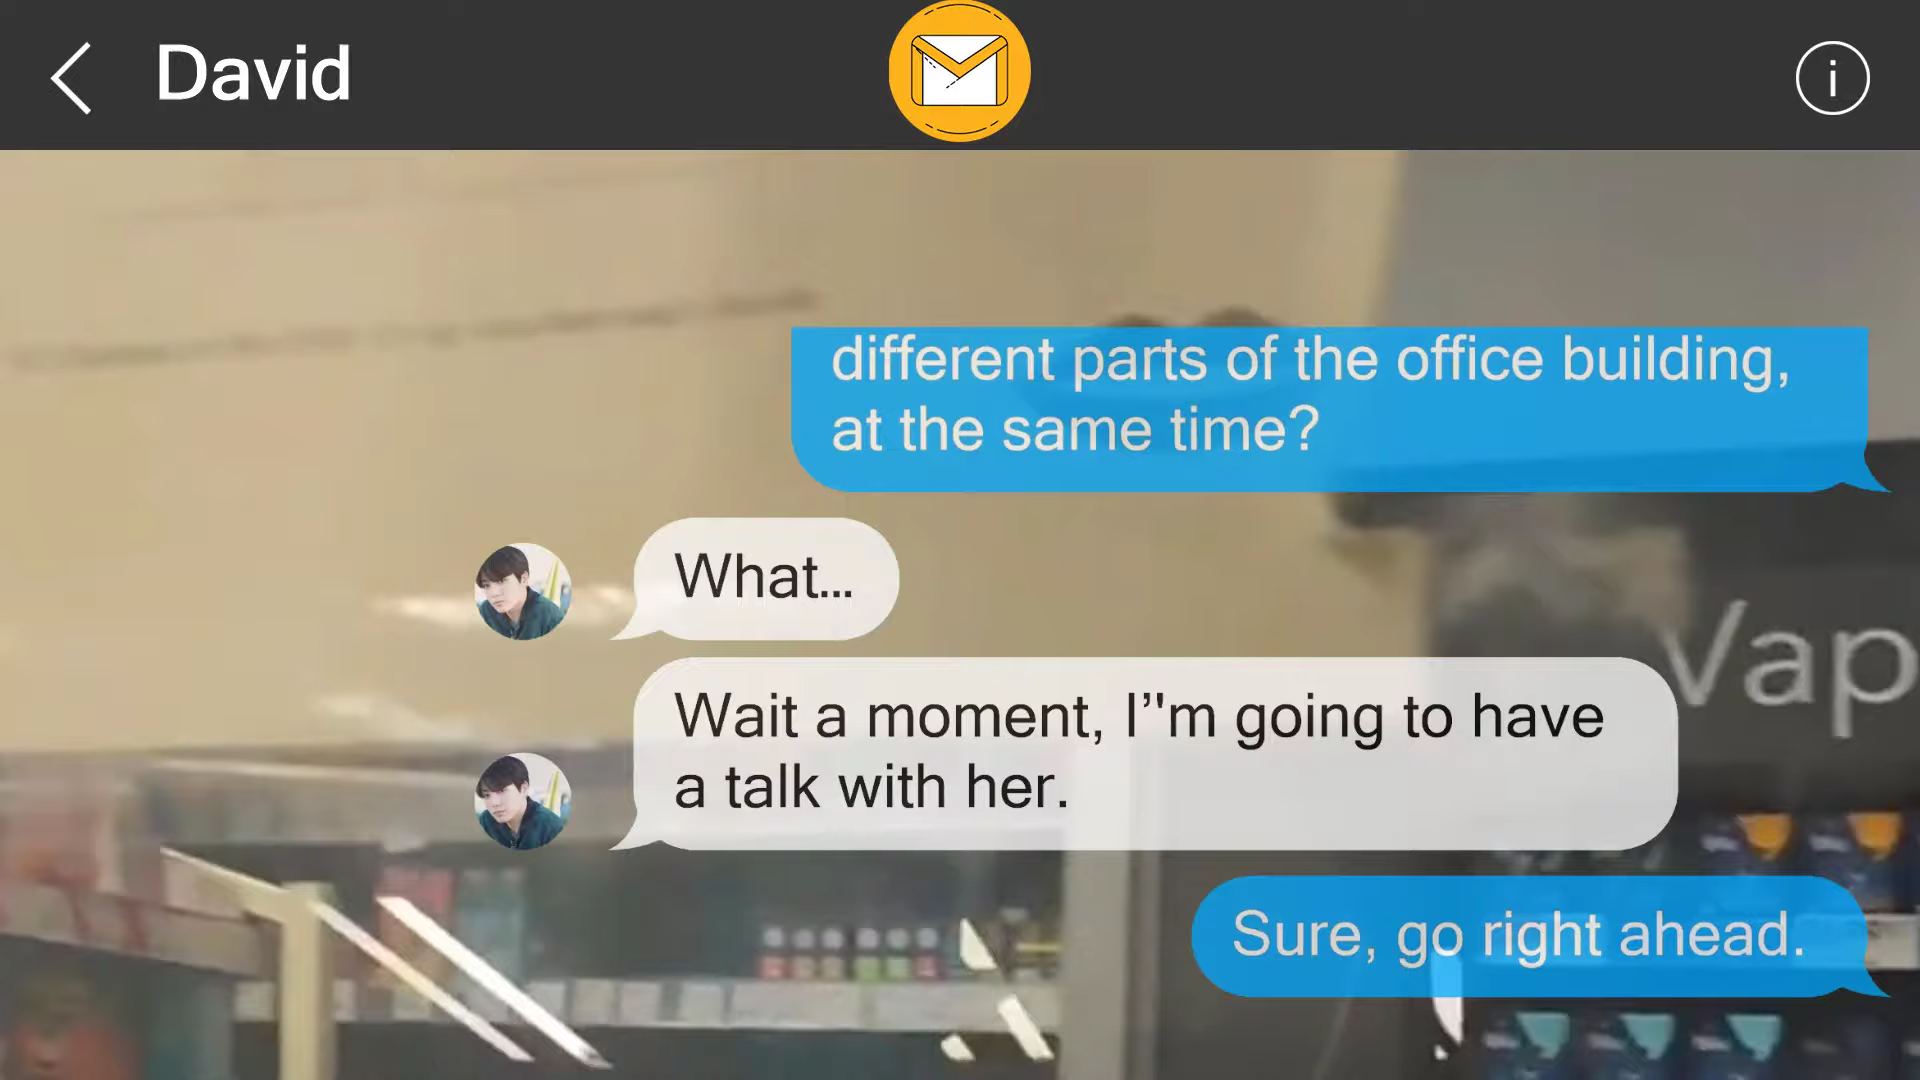 David
i
different parts of the office building,
at the same time?
What...
Wait a moment, I’'m going to have
a talk with her.
Vap
Sure, go right ahead.